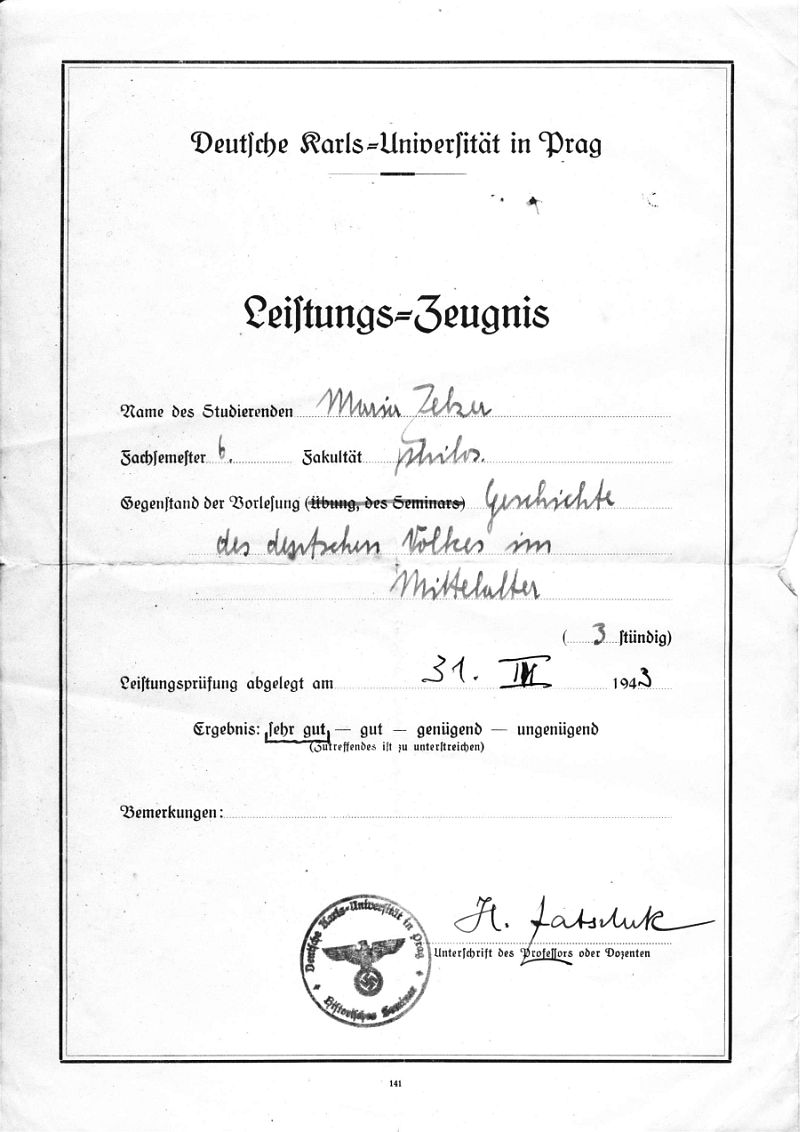 Deutsche Karls-Universität in Prag
Leistungs-Zeugnis
Name des Studierenden Maria Zelzer
Fachsemester 6. Fakultät philos.
Gegenstand der Vorlesung (Übung, des Seminars) Geschichte
des deutschen Volkes im
Mittelalter
(3 stündig)
Leistungsprüfung abgelegt am 31. III 1943
Ergebnis: sehr gut — gut — genügend — ungenügend
(Zutreffendes ist zu unterstreichen)
Bemerkungen:
H. Zatschek
Unterschrift des Professors oder Dozenten
Deutsche Karls-Universität in Prag
Historisches Seminar
141